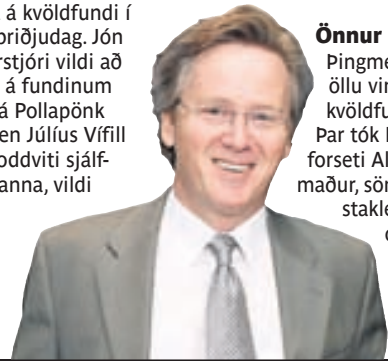 á kvöldfundi í
þriðjudag. Jón
rstjóri vildi að
á fundinum
á Pollapönk
en Júlíus Vífill
oddviti sjálf-
anna, vildi
Önnur
Þingme
öllu vin
kvöldfu
Þar tók
forseti Al
maður, sön
stakle